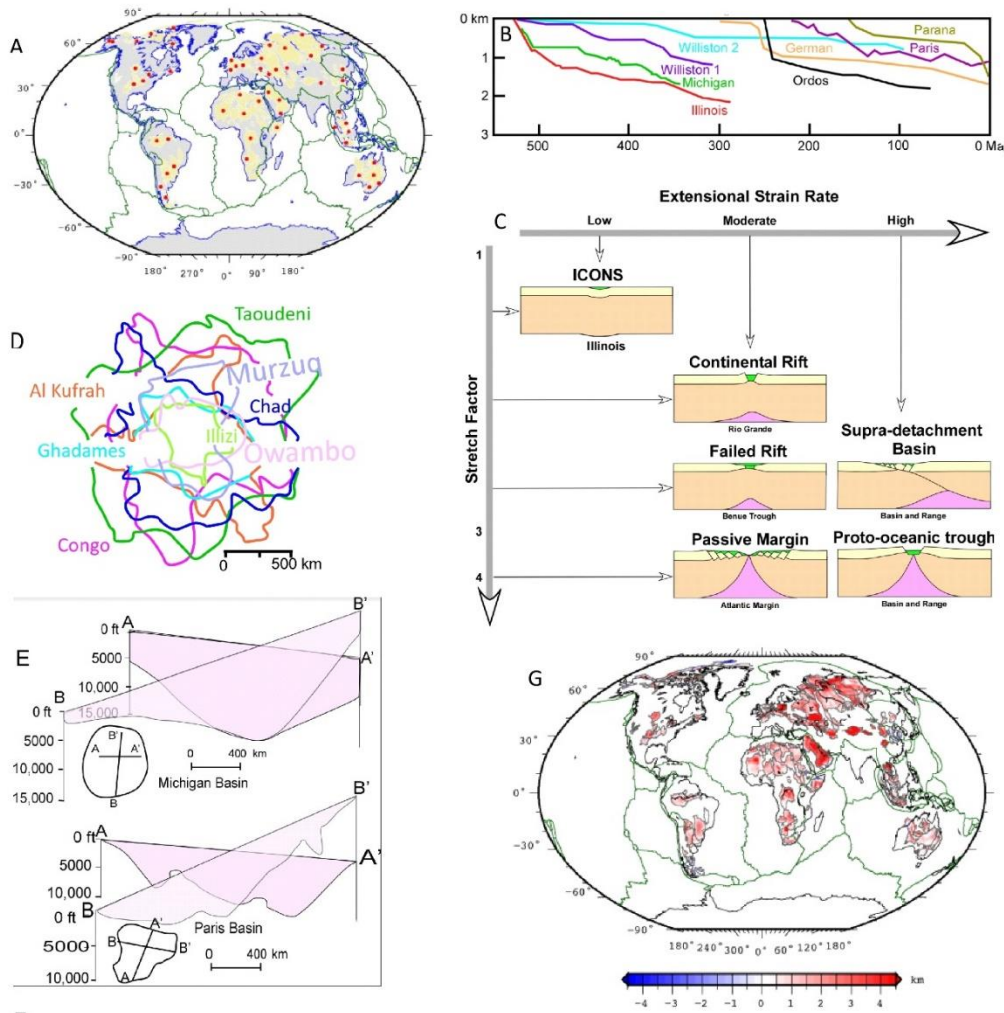 A
90°
60°
30°
0°
−30°
−60°
−90°
180° 270° 0° 90° 180°
B
0 km
1
2
3
Williston 2
Williston 1
Michigan
Illinois
German
Ordos
Paris
Parana
500 400 300 200 100 0 Ma
C
Extensional Strain Rate
Low Moderate High
Stretch Factor
1
3
4
ICONS
Illinois
Continental Rift
Rio Grande
Failed Rift
Benue Trough
Supra-detachment
Basin
Basin and Range
Passive Margin
Atlantic Margin
Proto-oceanic trough
Basin and Range
D
Taoudeni
Murzuq
Al Kufrah
Chad
Illizi
Ghadames
Owambo
Congo
0 500 km
E
A
B'
0 ft
5000
10,000
15,000
A'
B
0 ft
5000
10,000
15,000
B'
A A'
B
0 400 km
Michigan Basin
B'
A
0 ft
5000
10,000
A'
B
0 ft
5000
10,000
Paris Basin
A'
B B'
A
0 400 km
G
90°
60°
30°
0°
−30°
−60°
−90°
180° 240° 300° 0° 60° 120° 180°
−4 −3 −2 −1 0 1 2 3 4
km